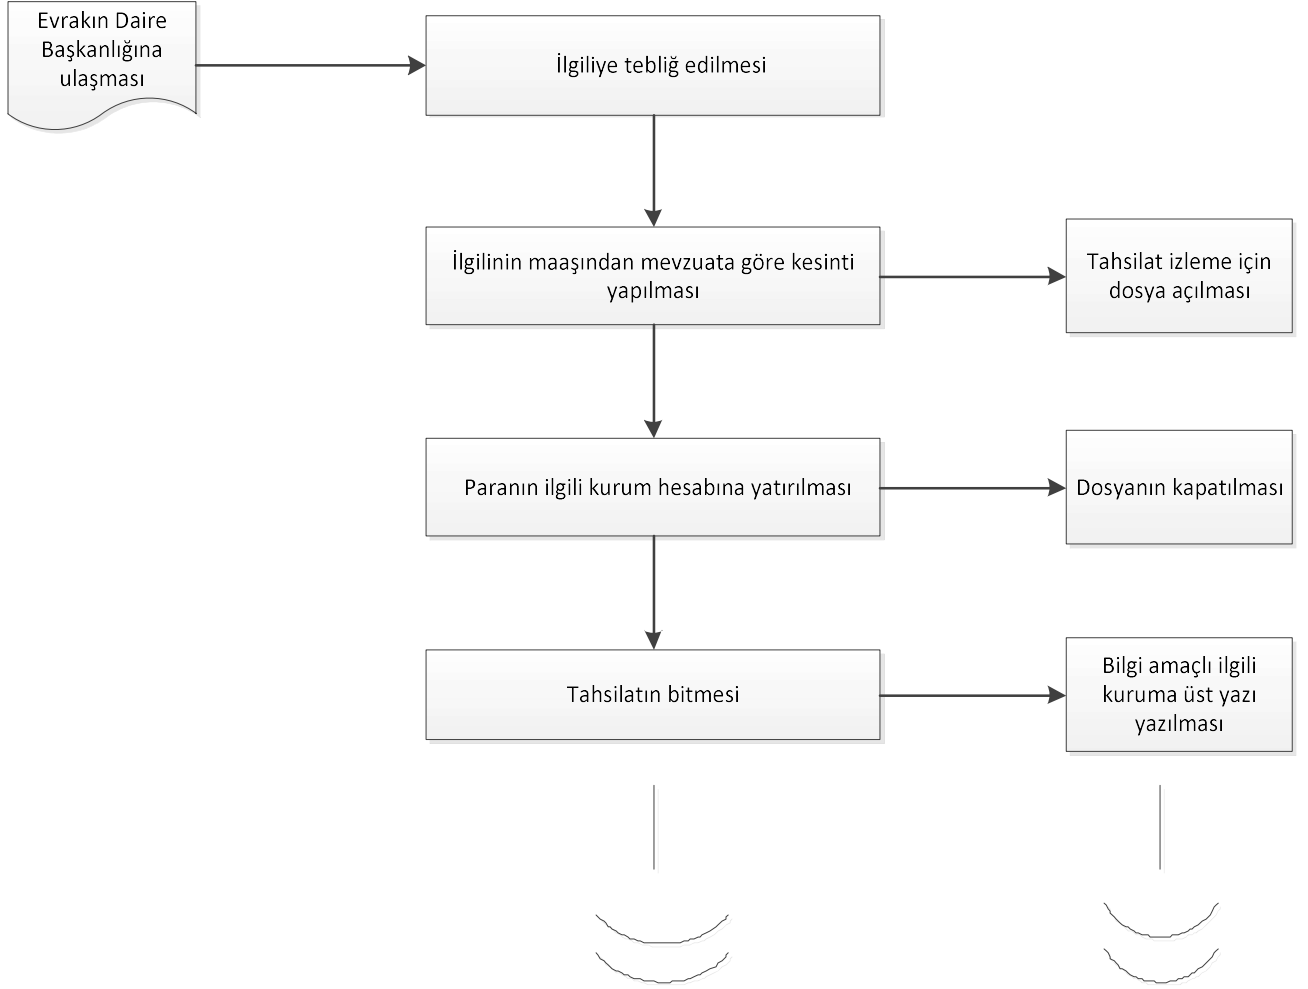 Evrakın Daire
Başkanlığına
ulaşması
İlgiliye tebliğ edilmesi
İlgilinin maaşından mevzuata göre kesinti
yapılması
Tahsilat izleme için
dosya açılması
Paranın ilgili kurum hesabına yatırılması
Dosyanın kapatılması
Tahsilatın bitmesi
Bilgi amaçlı ilgili
kuruma üst yazı
yazılması